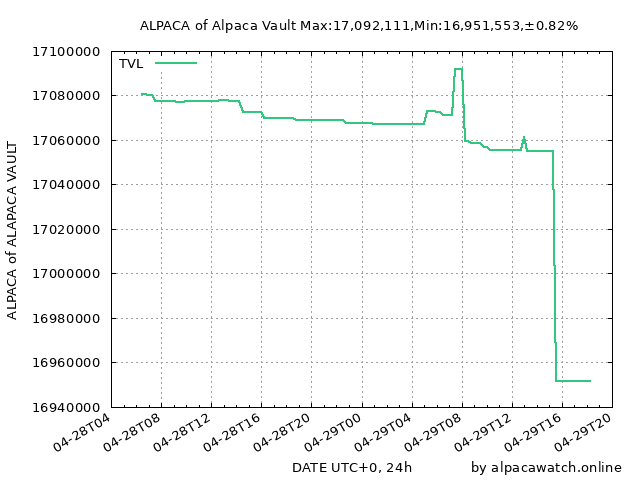 ALPACA of Alpaca Vault Max:17,092,111,Min:16,951,553,±0.82%
17100000
TVL
17080000
17060000
17040000
17020000
17000000
16980000
16960000
16940000
ALPACA of ALAPACA VAULT
04-28T04
04-28T08
04-28T12
04-28T16
04-28T20
04-29T00
04-29T04
04-29T08
04-29T12
04-29T16
04-29T20
DATE UTC+0, 24h
by alpacawatch.online